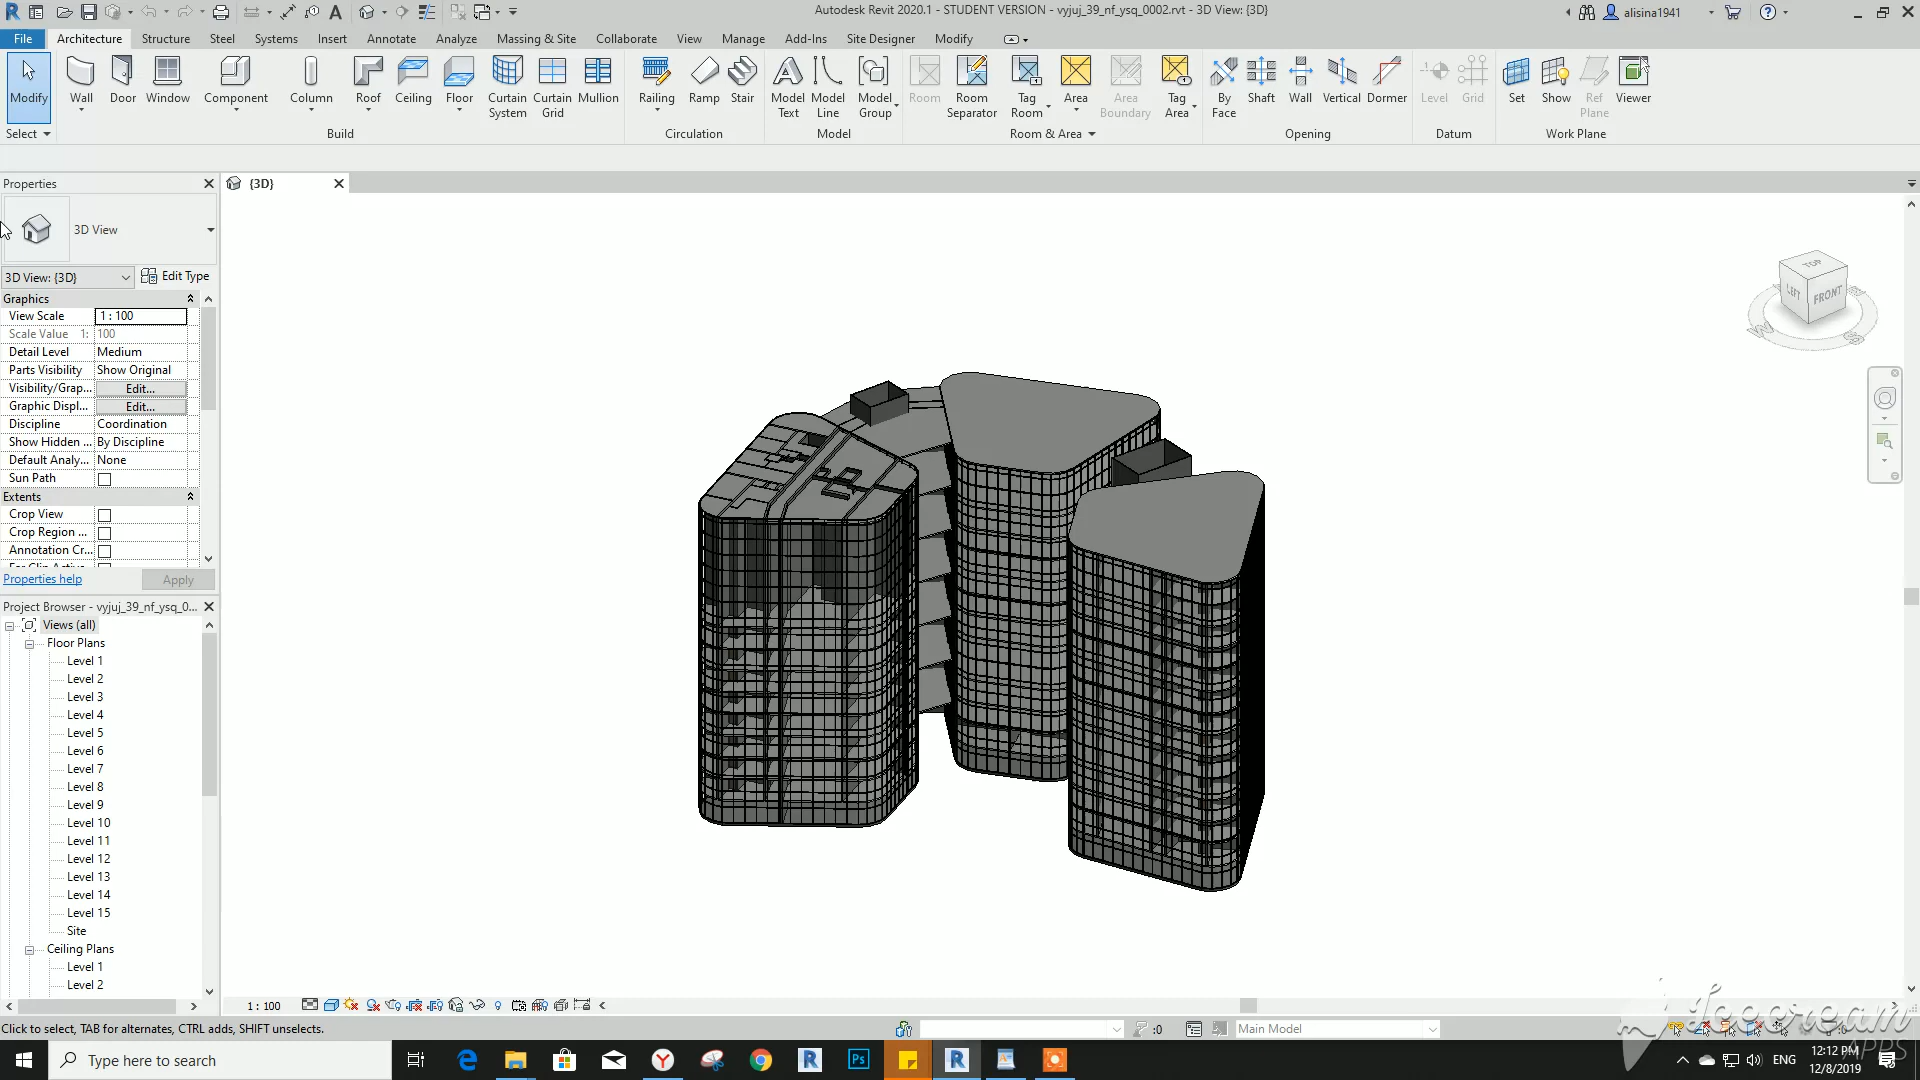 Autodesk Revit 2020.1 - STUDENT VERSION - vyjuj_39_nf_ysq_0002.rvt - 3D View: {3D}
alisina1941
File Architecture Structure Steel Systems Insert Annotate Analyze Massing & Site Collaborate View Manage Add-Ins Site Designer Modify
Modify Wall Door Window Component Column Roof Ceiling Floor Curtain System Curtain Grid Mullion Railing Ramp Stair Model Text Model Line Model Group Room Room Separator Tag Room Area Area Boundary Tag Area By Face Shaft Wall Vertical Dormer Level Grid Set Show Ref Plane Viewer
Select Build Circulation Model Room & Area Opening Datum Work Plane
Properties
{3D}
3D View
3D View: {3D} Edit Type
Graphics
View Scale 1 : 100
Scale Value 1: 100
Detail Level Medium
Parts Visibility Show Original
Visibility/Grap... Edit...
Graphic Displ... Edit...
Discipline Coordination
Show Hidden ... By Discipline
Default Analy... None
Sun Path
Extents
Crop View
Crop Region ...
Annotation Cr...
Properties help Apply
Project Browser - vyjuj_39_nf_ysq_0...
Views (all)
Floor Plans
Level 1
Level 2
Level 3
Level 4
Level 5
Level 6
Level 7
Level 8
Level 9
Level 10
Level 11
Level 12
Level 13
Level 14
Level 15
Site
Ceiling Plans
Level 1
Level 2
TOP
LEFT
FRONT
W
S
1 : 100
Click to select, TAB for alternates, CTRL adds, SHIFT unselects.
:0
Main Model
:0
Icecream
APPS
Type here to search
ENG
12:12 PM
12/8/2019